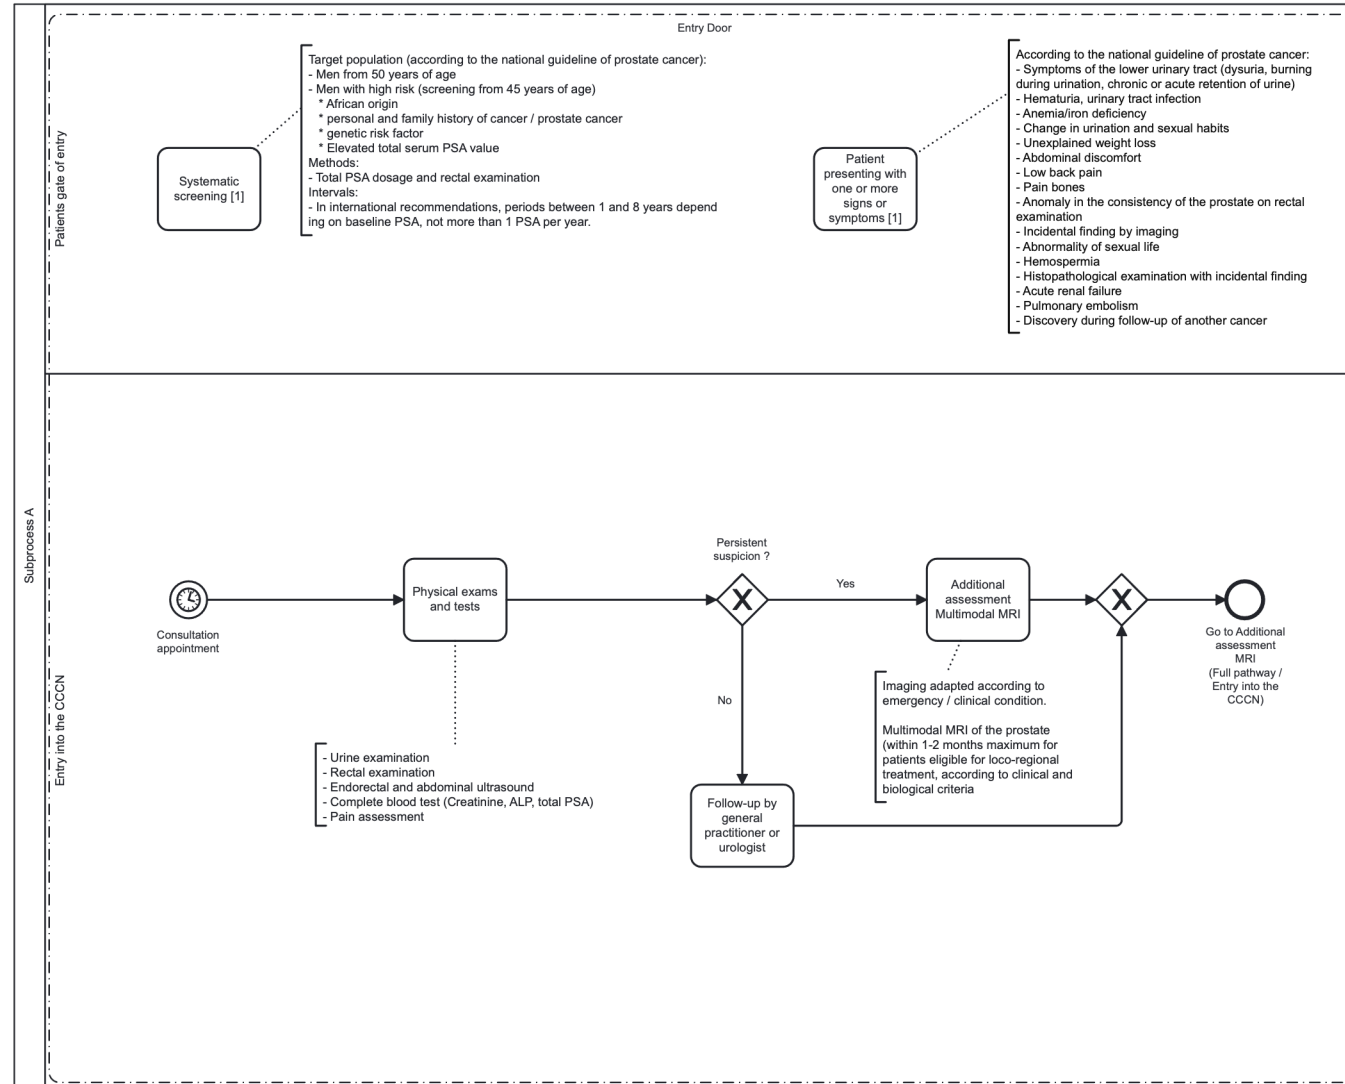 Entry Door
Subprocess A
Patients gate of entry
Systematic
screening [1]
Target population (according to the national guideline of prostate cancer):
- Men from 50 years of age
- Men with high risk (screening from 45 years of age)
* African origin
* personal and family history of cancer / prostate cancer
* genetic risk factor
* Elevated total serum PSA value
Methods:
- Total PSA dosage and rectal examination
Intervals:
- In international recommendations, periods between 1 and 8 years depend
ing on baseline PSA, not more than 1 PSA per year.
Patient
presenting with
one or more
signs or
symptoms [1]
According to the national guideline of prostate cancer:
- Symptoms of the lower urinary tract (dysuria, burning
during urination, chronic or acute retention of urine)
- Hematuria, urinary tract infection
- Anemia/iron deficiency
- Change in urination and sexual habits
- Unexplained weight loss
- Abdominal discomfort
- Low back pain
- Pain bones
- Anomaly in the consistency of the prostate on rectal
examination
- Incidental finding by imaging
- Abnormality of sexual life
- Hemospermia
- Histopathological examination with incidental finding
- Acute renal failure
- Pulmonary embolism
- Discovery during follow-up of another cancer
Entry into the CCCN
Consultation
appointment
Physical exams
and tests
- Urine examination
- Rectal examination
- Endorectal and abdominal ultrasound
- Complete blood test (Creatinine, ALP, total PSA)
- Pain assessment
Persistent
suspicion ?
X
Yes
No
Follow-up by
general
practitioner or
urologist
Additional
assessment
Multimodal MRI
Imaging adapted according to
emergency / clinical condition.
Multimodal MRI of the prostate
(within 1-2 months maximum for
patients eligible for loco-regional
treatment, according to clinical and
biological criteria
X
Go to Additional
assessment
MRI
(Full pathway /
Entry into the
CCCN)